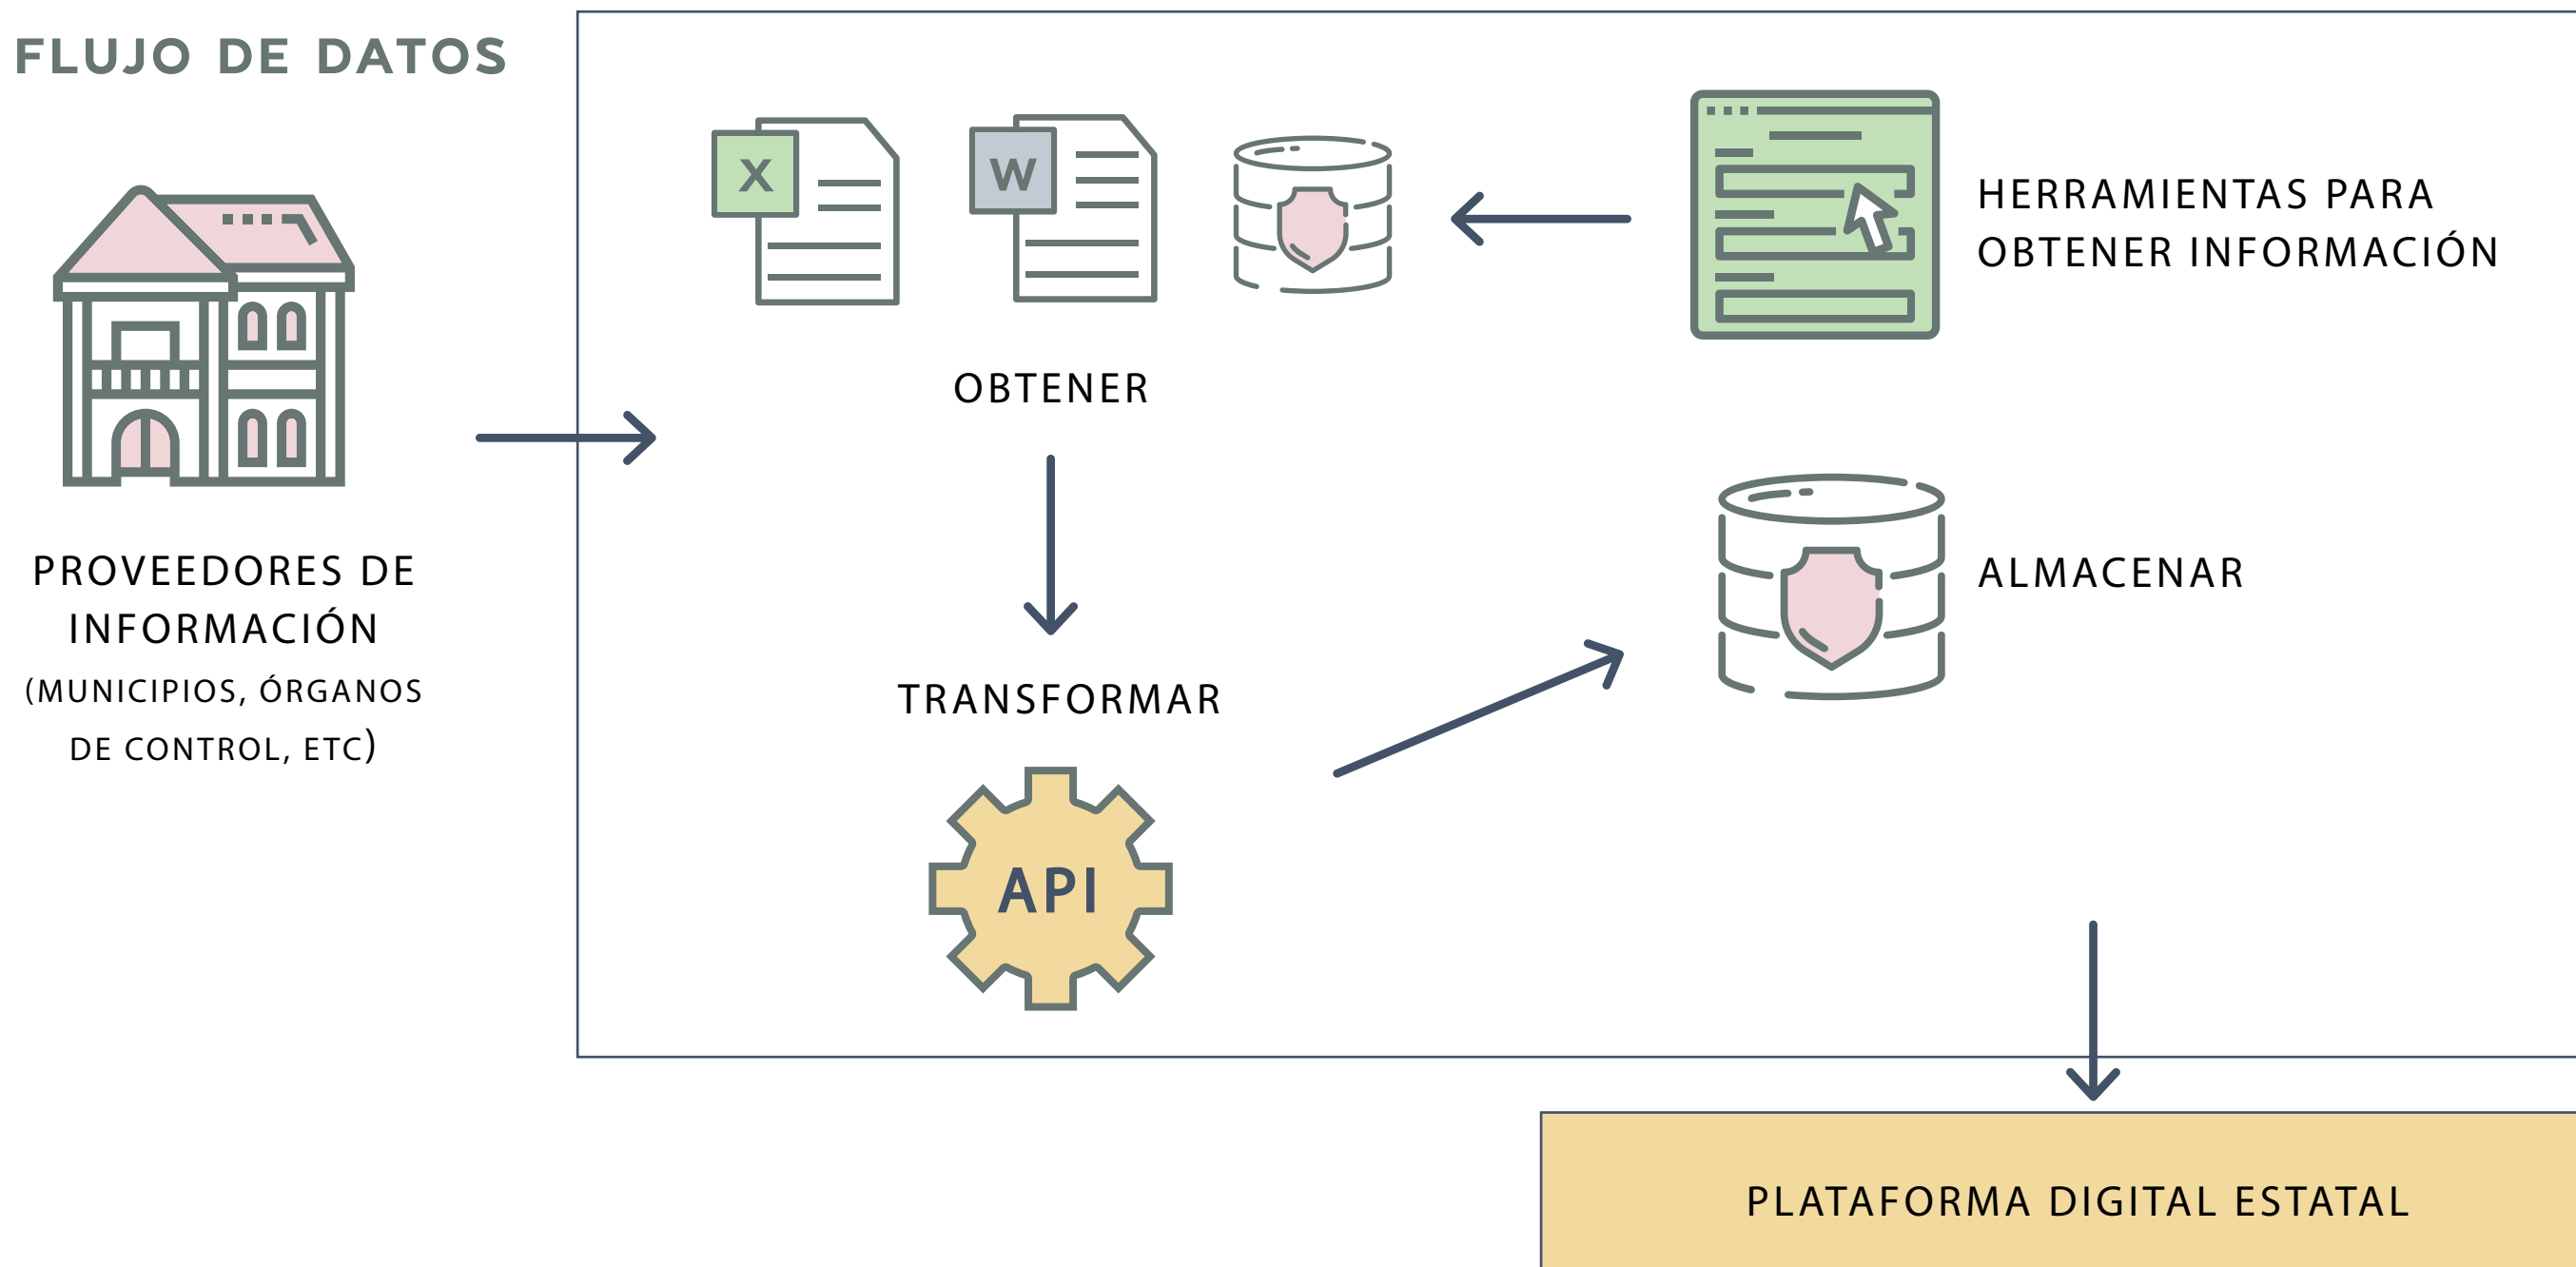 FLUJO DE DATOS
X
W
HERRAMIENTAS PARA
OBTENER INFORMACIÓN
OBTENER
PROVEEDORES DE
INFORMACIÓN
(MUNICIPIOS, ÓRGANOS
DE CONTROL, ETC)
ALMACENAR
TRANSFORMAR
API
PLATAFORMA DIGITAL ESTATAL